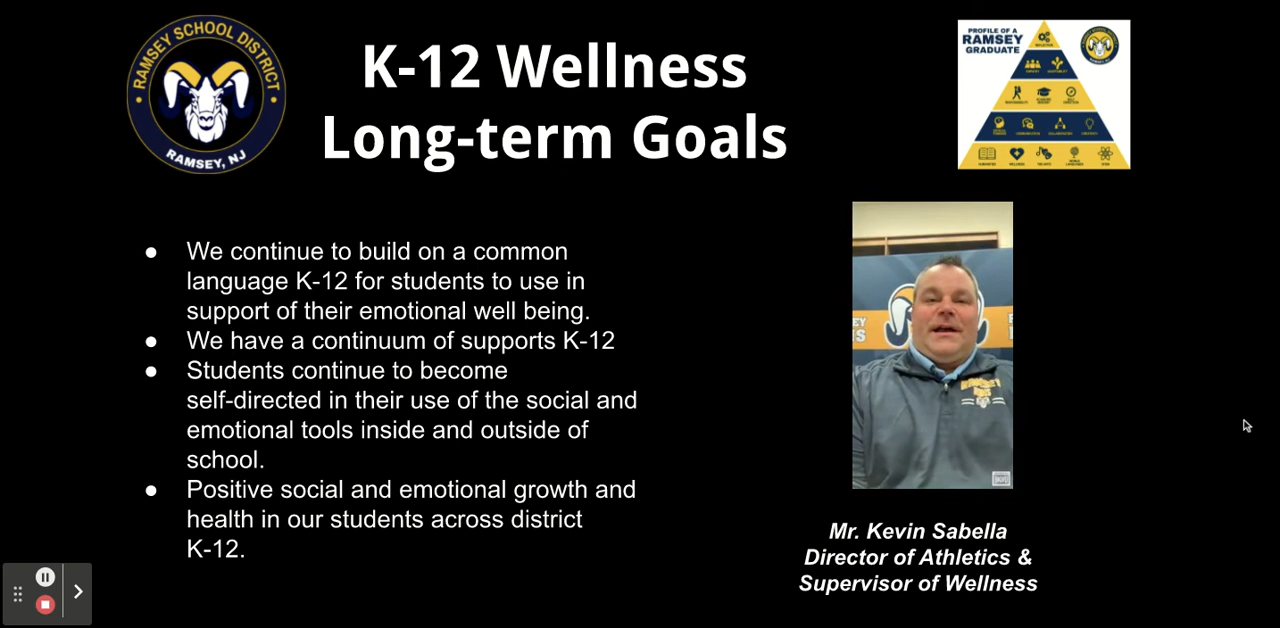 RAMSEY SCHOOL DISTRICT
RAMSEY, NJ
K-12 Wellness
Long-term Goals
PROFILE OF A
RAMSEY
GRADUATE
● We continue to build on a common
language K-12 for students to use in
support of their emotional well being.
● We have a continuum of supports K-12
● Students continue to become
self-directed in their use of the social and
emotional tools inside and outside of
school.
● Positive social and emotional growth and
health in our students across district
K-12.
RAMSEY
Mr. Kevin Sabella
Director of Athletics &
Supervisor of Wellness